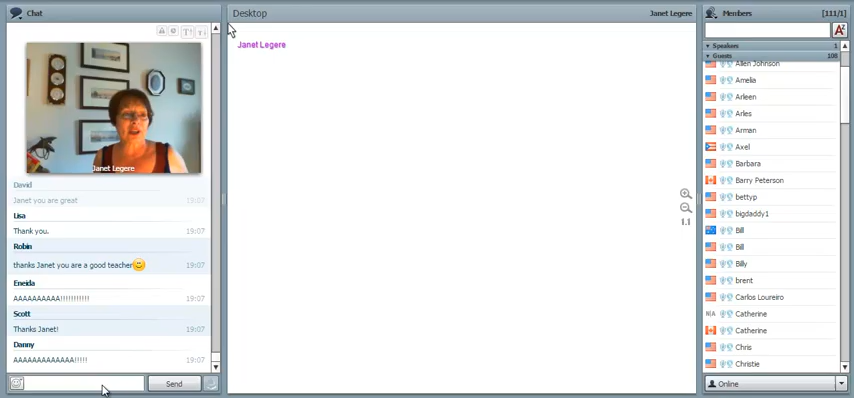 Chat
Janet Legere
David
Janet you are great 19:07
Lisa
Thank you. 19:07
Robin
thanks Janet you are a good teacher 19:07
Eneida
AAAAAAAAAA!!!!!!!!!!! 19:07
Scott
Thanks Janet! 19:07
Danny
AAAAAAAAAAAAA!!!!! 19:07
Send
Desktop Janet Legere
Janet Legere
1.1
Members [111/1]
Speakers 1
Guests 108
Allen Johnson
Amelia
Arleen
Arles
Arman
Axel
Barbara
Barry Peterson
bettyp
bigdaddy1
Bill
Bill
Billy
brent
Carlos Loureiro
N/A Catherine
Catherine
Chris
Christie
Online